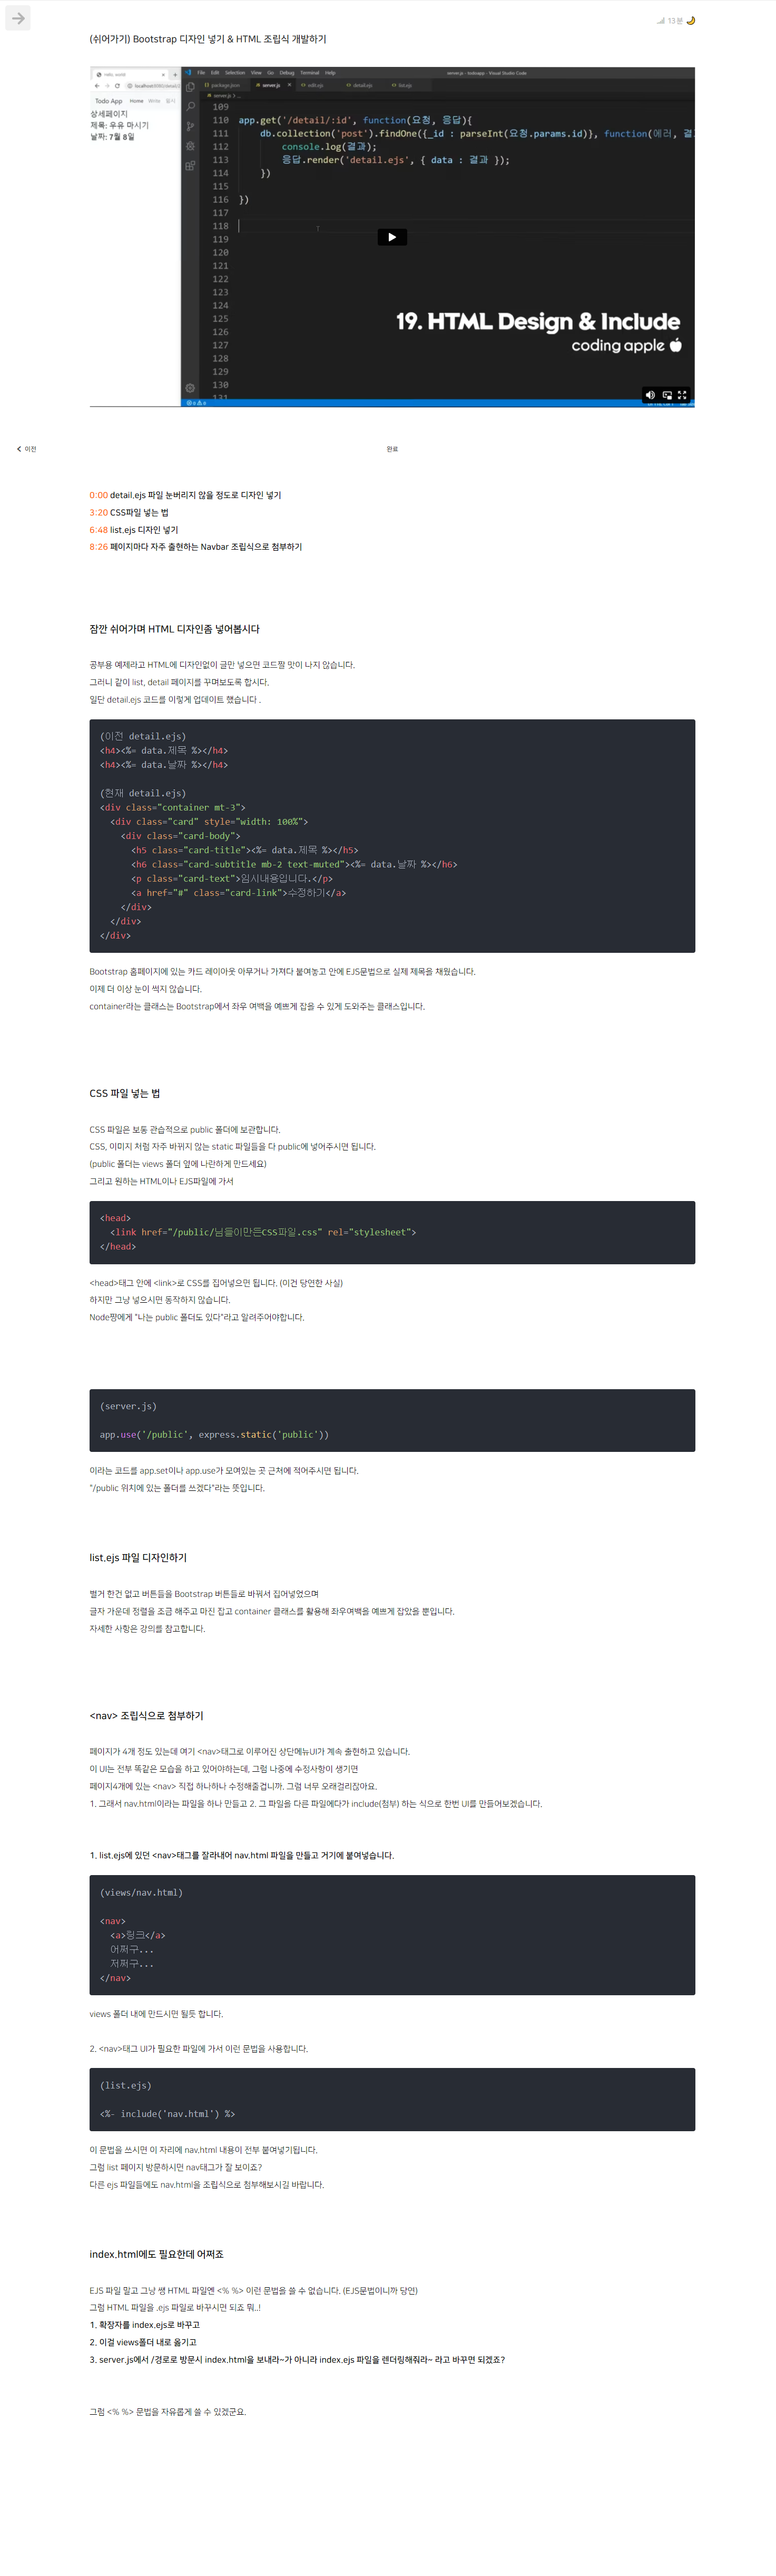 13분
(쉬어가기) Bootstrap 디자인 넣기 & HTML 조립식 개발하기
File Edit Selection View Go Debug Terminal Help
server.js - todoapp - Visual Studio Code
package.json server.js edit.ejs detail.ejs list.ejs
Todo App Home Write
상세페이지
제목: 우유 마시기
날짜: 7월 8일
109
110 app.get('/detail/:id', function(요청, 응답){
111 db.collection('post').findOne({_id : parseInt(요청.params.id)}, function(에러, 결
112 console.log(결과);
113 응답.render('detail.ejs', { data : 결과 });
114 })
115
116 })
117
118
119
120
121
122
123
124
125
126
127
128
129
130
131
19. HTML Design & Include
coding apple
이전
완료
0:00 detail.ejs 파일 눈버리지 않을 정도로 디자인 넣기
3:20 CSS파일 넣는 법
6:48 list.ejs 디자인 넣기
8:26 페이지마다 자주 출현하는 Navbar 조립식으로 첨부하기
잠깐 쉬어가며 HTML 디자인좀 넣어봅시다
공부용 예제라고 HTML에 디자인없이 글만 넣으면 코드짤 맛이 나지 않습니다.
그러니 같이 list, detail 페이지를 꾸며보도록 합시다.
일단 detail.ejs 코드를 이렇게 업데이트 했습니다 .
(이전 detail.ejs)
<h4><%= data.제목 %></h4>
<h4><%= data.날짜 %></h4>
(현재 detail.ejs)
<div class="container mt-3">
<div class="card" style="width: 100%">
<div class="card-body">
<h5 class="card-title"><%= data.제목 %></h5>
<h6 class="card-subtitle mb-2 text-muted"><%= data.날짜 %></h6>
<p class="card-text">임시내용입니다.</p>
<a href="#" class="card-link">수정하기</a>
</div>
</div>
</div>
Bootstrap 홈페이지에 있는 카드 레이아웃 아무거나 가져다 붙여놓고 안에 EJS문법으로 실제 제목을 채웠습니다.
이제 더 이상 눈이 썩지 않습니다.
container라는 클래스는 Bootstrap에서 좌우 여백을 예쁘게 잡을 수 있게 도와주는 클래스입니다.
CSS 파일 넣는 법
CSS 파일은 보통 관습적으로 public 폴더에 보관합니다.
CSS, 이미지 처럼 자주 바뀌지 않는 static 파일들을 다 public에 넣어주시면 됩니다.
(public 폴더는 views 폴더 옆에 나란하게 만드세요)
그리고 원하는 HTML이나 EJS파일에 가서
<head>
<link href="/public/님들이만든CSS파일.css" rel="stylesheet">
</head>
<head>태그 안에 <link>로 CSS를 집어넣으면 됩니다. (이건 당연한 사실)
하지만 그냥 넣으시면 동작하지 않습니다.
Node짱에게 "나는 public 폴더도 있다"라고 알려주어야합니다.
(server.js)
app.use('/public', express.static('public'))
이라는 코드를 app.set이나 app.use가 모여있는 곳 근처에 적어주시면 됩니다.
"/public 위치에 있는 폴더를 쓰겠다"라는 뜻입니다.
list.ejs 파일 디자인하기
별거 한건 없고 버튼들을 Bootstrap 버튼들로 바꿔서 집어넣었으며
글자 가운데 정렬을 조금 해주고 마진 잡고 container 클래스를 활용해 좌우여백을 예쁘게 잡았을 뿐입니다.
자세한 사항은 강의를 참고합니다.
<nav> 조립식으로 첨부하기
페이지가 4개 정도 있는데 여기 <nav>태그로 이루어진 상단메뉴UI가 계속 출현하고 있습니다.
이 UI는 전부 똑같은 모습을 하고 있어야하는데, 그럼 나중에 수정사항이 생기면
페이지4개에 있는 <nav> 직접 하나하나 수정해줄겁니까. 그럼 너무 오래걸리잖아요.
1. 그래서 nav.html이라는 파일을 하나 만들고 2. 그 파일을 다른 파일에다가 include(첨부) 하는 식으로 한번 UI를 만들어보겠습니다.
1. list.ejs에 있던 <nav>태그를 잘라내어 nav.html 파일을 만들고 거기에 붙여넣습니다.
(views/nav.html)
<nav>
<a>링크</a>
어쩌구...
저쩌구...
</nav>
views 폴더 내에 만드시면 될듯 합니다.
2. <nav>태그 UI가 필요한 파일에 가서 이런 문법을 사용합니다.
(list.ejs)
<%- include('nav.html') %>
이 문법을 쓰시면 이 자리에 nav.html 내용이 전부 붙여넣기됩니다.
그럼 list 페이지 방문하시면 nav태그가 잘 보이죠?
다른 ejs 파일들에도 nav.html을 조립식으로 첨부해보시길 바랍니다.
index.html에도 필요한데 어쩌죠
EJS 파일 말고 그냥 쌩 HTML 파일엔 <% %> 이런 문법을 쓸 수 없습니다. (EJS문법이니까 당연)
그럼 HTML 파일을 .ejs 파일로 바꾸시면 되죠 뭐..!
1. 확장자를 index.ejs로 바꾸고
2. 이걸 views폴더 내로 옮기고
3. server.js에서 /경로로 방문시 index.html을 보내라~가 아니라 index.ejs 파일을 렌더링해줘라~ 라고 바꾸면 되겠죠?
그럼 <% %> 문법을 자유롭게 쓸 수 있겠군요.